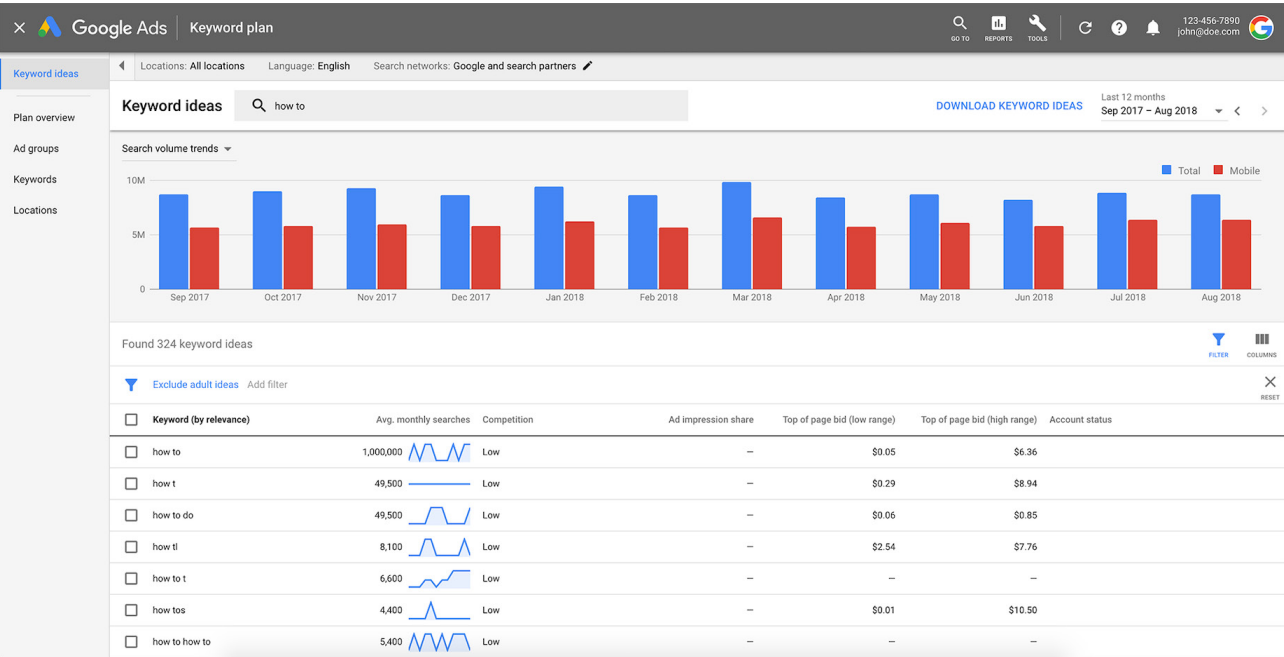 Google Ads Keyword plan GO TO REPORTS TOOLS 123-456-7890
john@doe.com
Keyword ideas
Plan overview
Ad groups
Keywords
Locations
Locations: All locations Language: English Search networks: Google and search partners
Keyword ideas how to DOWNLOAD KEYWORD IDEAS Last 12 months
Sep 2017 – Aug 2018
Search volume trends
Total Mobile
10M
5M
0
Sep 2017 Oct 2017 Nov 2017 Dec 2017 Jan 2018 Feb 2018 Mar 2018 Apr 2018 May 2018 Jun 2018 Jul 2018 Aug 2018
Found 324 keyword ideas FILTER COLUMNS
Exclude adult ideas Add filter RESET
Keyword (by relevance) Avg. monthly searches Competition Ad impression share Top of page bid (low range) Top of page bid (high range) Account status
how to 1,000,000 Low – $0.05 $6.36
how t 49,500 Low – $0.29 $8.94
how to do 49,500 Low – $0.06 $0.85
how tl 8,100 Low – $2.54 $7.76
how to t 6,600 Low – – –
how tos 4,400 Low – $0.01 $10.50
how to how to 5,400 Low – – –